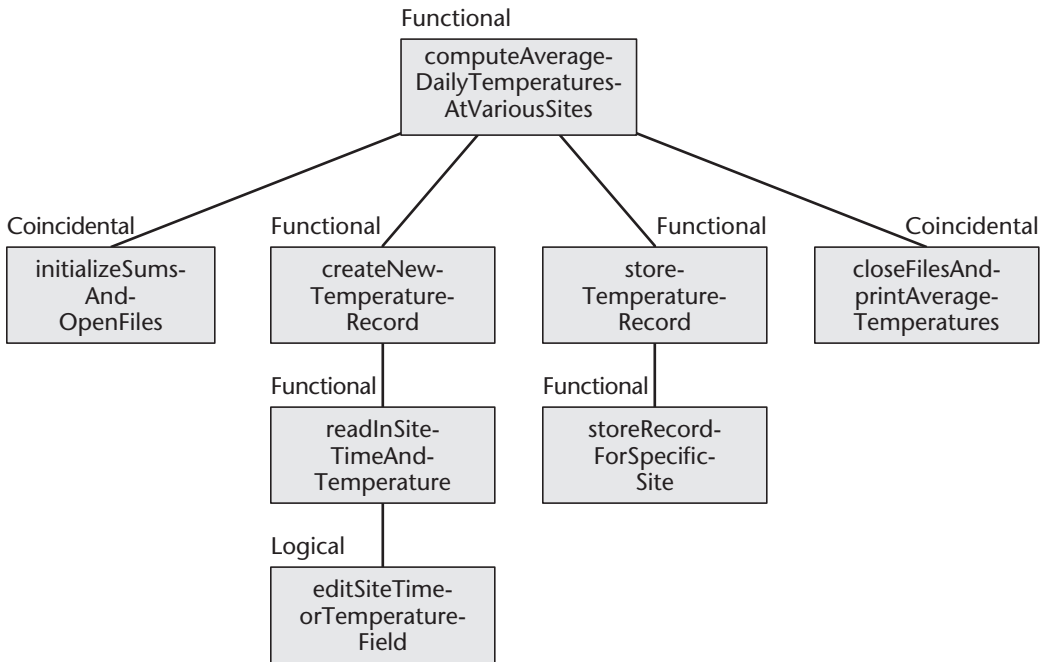 Functional
computeAverage-
DailyTemperatures-
AtVariousSites
Coincidental
initializeSums-
And-
OpenFiles
Functional
createNew-
Temperature-
Record
Functional
store-
Temperature-
Record
Coincidental
closeFilesAnd-
printAverage-
Temperatures
Functional
readInSite-
TimeAnd-
Temperature
Functional
storeRecord-
ForSpecific-
Site
Logical
editSiteTime-
orTemperature-
Field